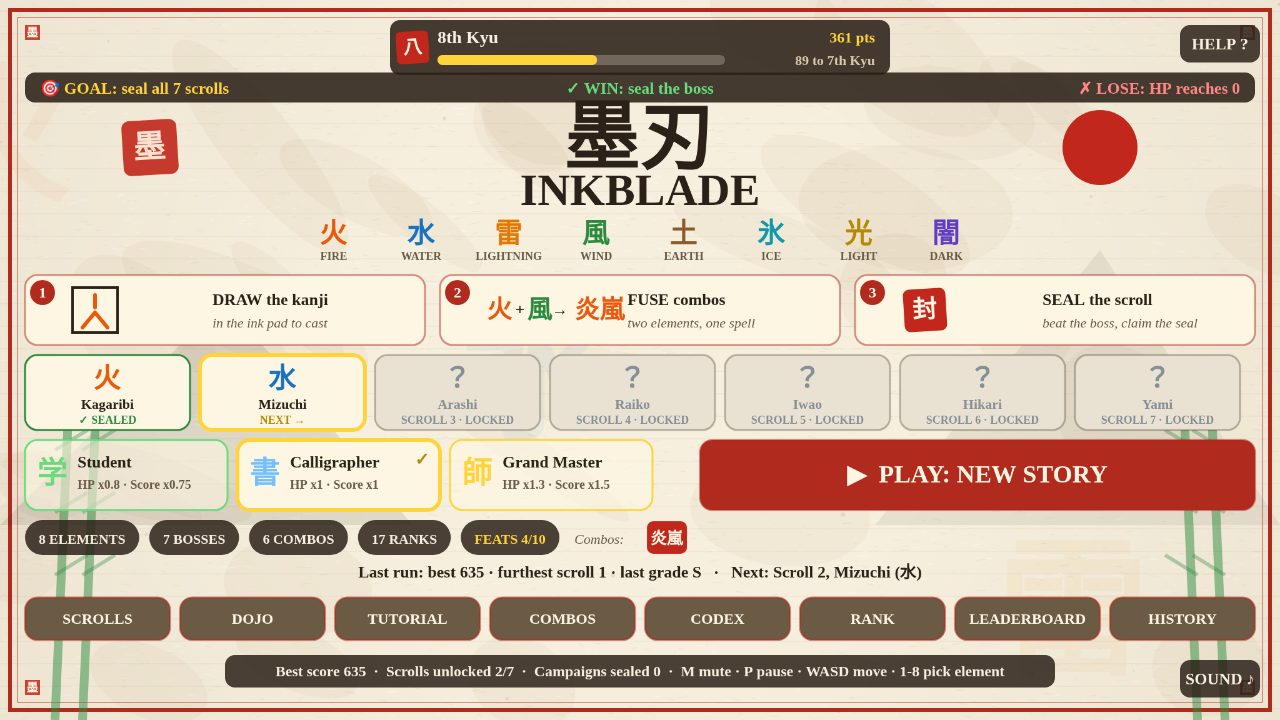 墨
八
8th Kyu
361 pts
89 to 7th Kyu
HELP ?
🎯 GOAL: seal all 7 scrolls
✓ WIN: seal the boss
✗ LOSE: HP reaches 0
墨
墨刃
INKBLADE
火 水 雷 風 土 氷 光 闇
FIRE WATER LIGHTNING WIND EARTH ICE LIGHT DARK
1
DRAW the kanji
in the ink pad to cast
2
火 + 風 → 炎嵐
FUSE combos
two elements, one spell
3
封
SEAL the scroll
beat the boss, claim the seal
火
Kagaribi
✓ SEALED
水
Mizuchi
NEXT →
?
Arashi
SCROLL 3 · LOCKED
?
Raiko
SCROLL 4 · LOCKED
?
Iwao
SCROLL 5 · LOCKED
?
Hikari
SCROLL 6 · LOCKED
?
Yami
SCROLL 7 · LOCKED
学
Student
HP x0.8 · Score x0.75
書
Calligrapher ✓
HP x1 · Score x1
師
Grand Master
HP x1.3 · Score x1.5
▶ PLAY: NEW STORY
8 ELEMENTS
7 BOSSES
6 COMBOS
17 RANKS
FEATS 4/10
Combos:
炎嵐
Last run: best 635 · furthest scroll 1 · last grade S · Next: Scroll 2, Mizuchi (水)
SCROLLS
DOJO
TUTORIAL
COMBOS
CODEX
RANK
LEADERBOARD
HISTORY
Best score 635 · Scrolls unlocked 2/7 · Campaigns sealed 0 · M mute · P pause · WASD move · 1-8 pick element
墨
SOUND ♪